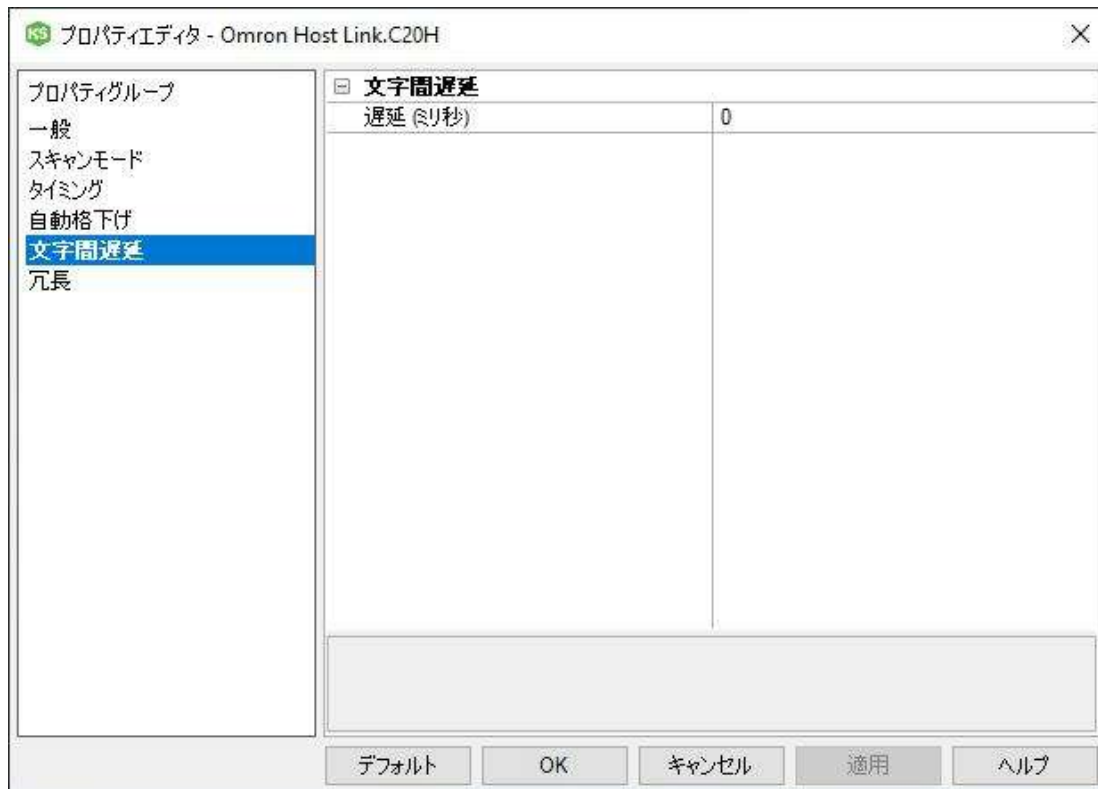 KS プロパティエディタ - Omron Host Link.C20H
プロパティグループ
一般
スキャンモード
タイミング
自動格下げ
文字間遅延
冗長
文字間遅延
遅延 (ミリ秒) 0
デフォルト OK キャンセル 適用 ヘルプ